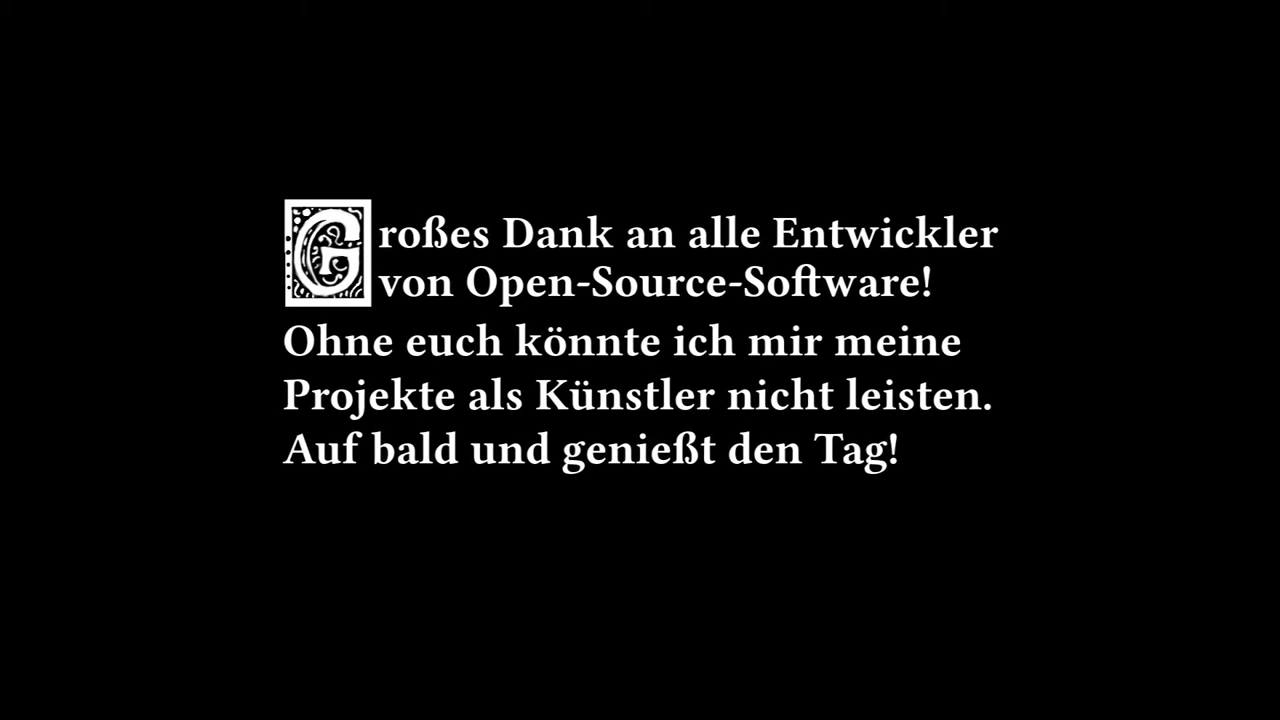 Großes Dank an alle Entwickler
von Open-Source-Software!
Ohne euch könnte ich mir meine
Projekte als Künstler nicht leisten.
Auf bald und genießt den Tag!